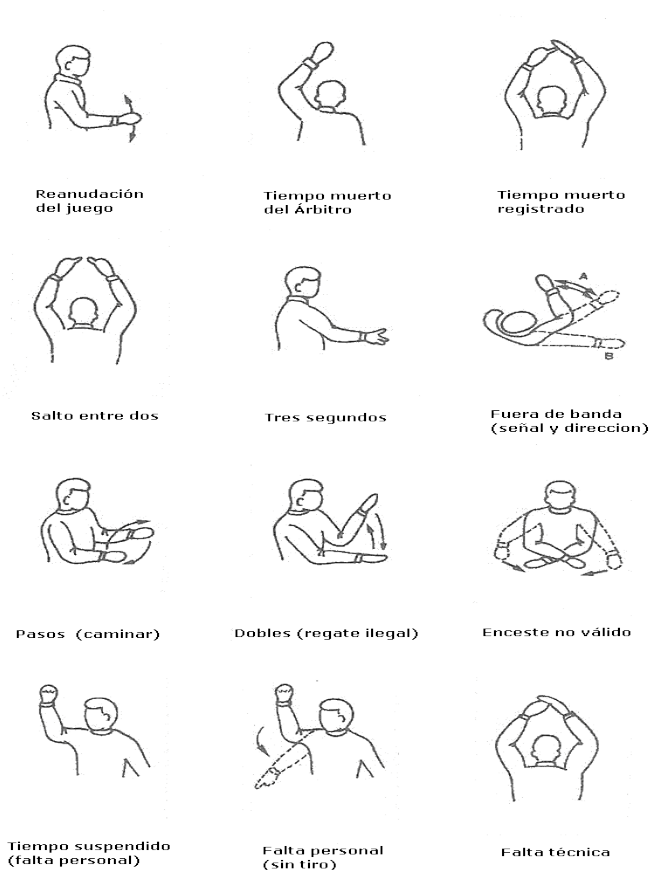 Reanudación
del juego
Tiempo muerto
del Árbitro
Tiempo muerto
registrado
Salto entre dos
Tres segundos
A
B
Fuera de banda
(señal y direccion)
Pasos (caminar)
Dobles (regate ilegal)
Enceste no válido
Tiempo suspendido
(falta personal)
Falta personal
(sin tiro)
Falta técnica